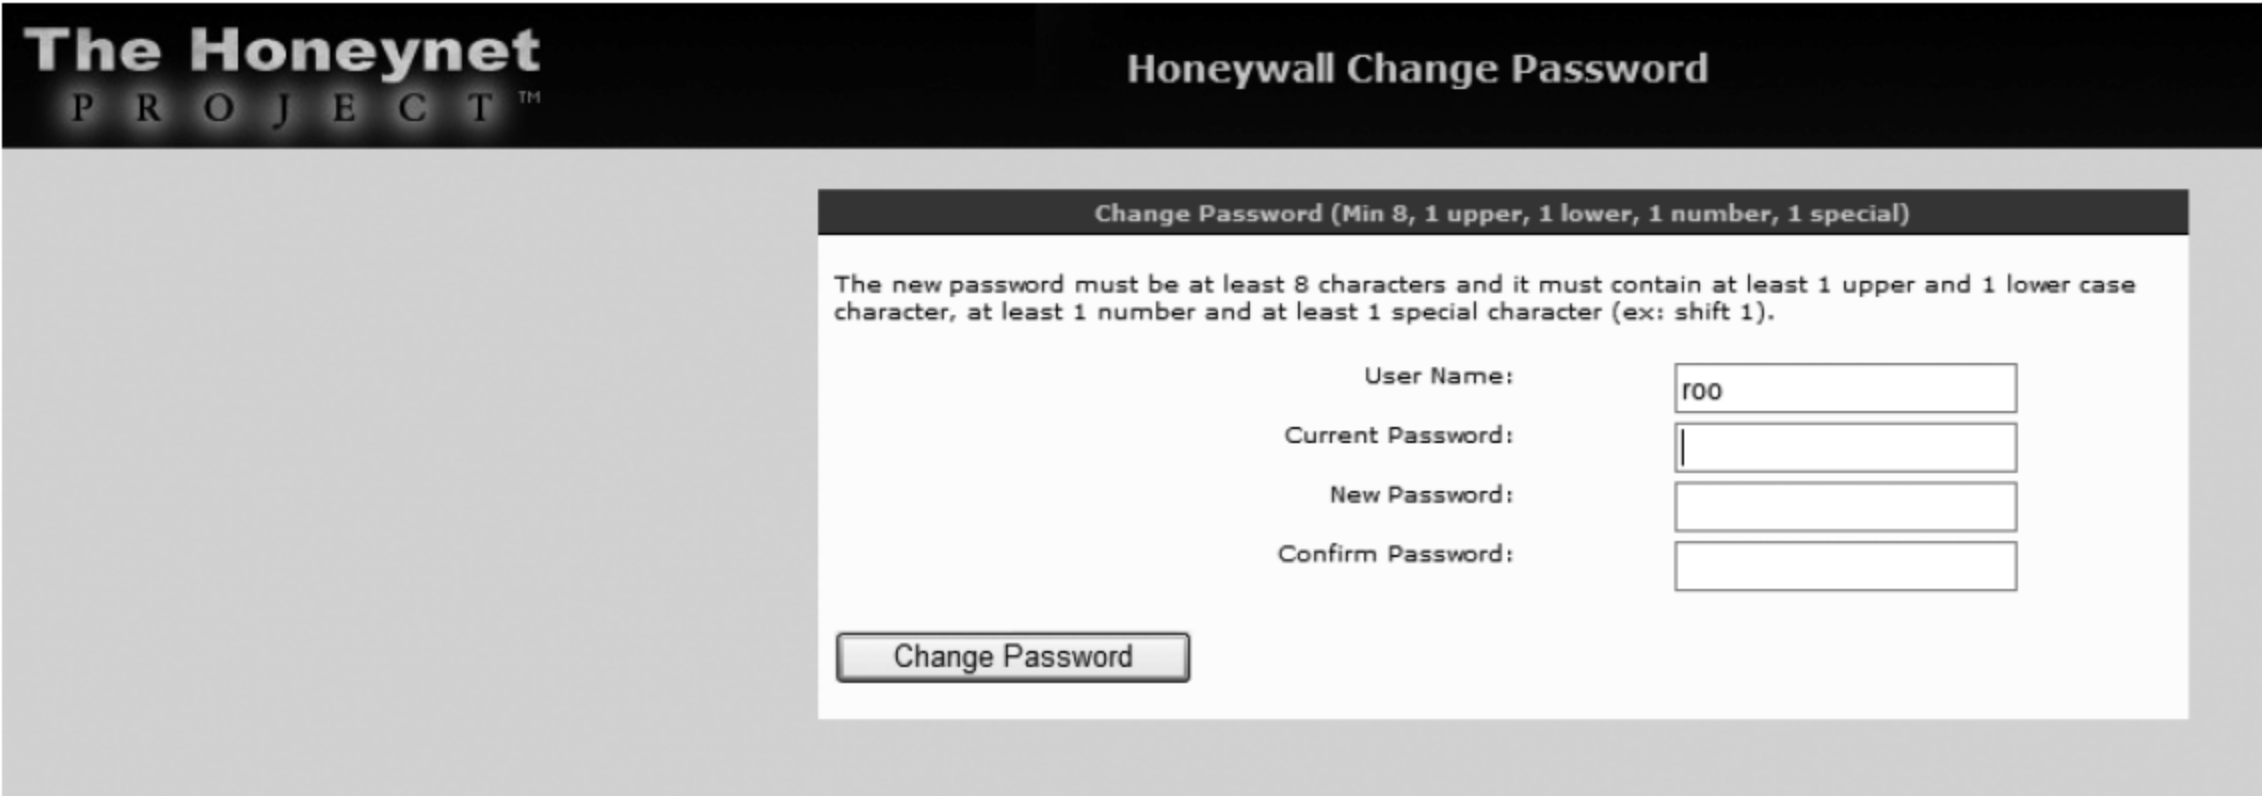 The Honeynet
PROJECT™
Honeywall Change Password
Change Password (Min 8, 1 upper, 1 lower, 1 number, 1 special)
The new password must be at least 8 characters and it must contain at least 1 upper and 1 lower case
character, at least 1 number and at least 1 special character (ex: shift 1).
User Name: roo
Current Password:
New Password:
Confirm Password:
Change Password